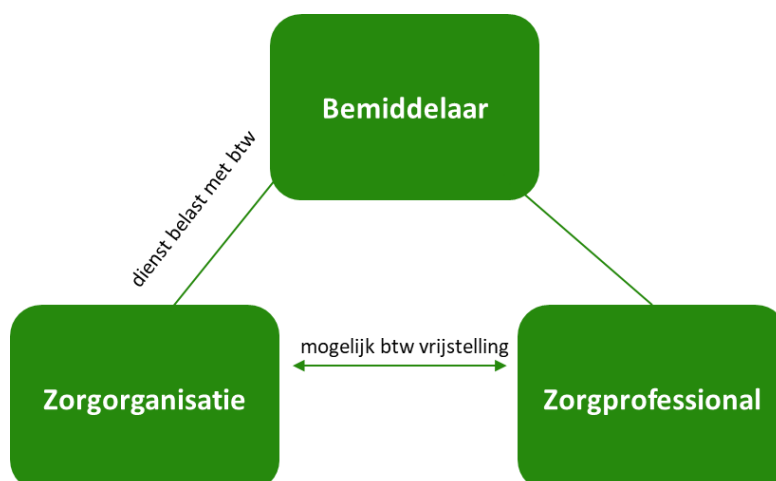 Bemiddelaar
dienst belast met btw
mogelijk btw vrijstelling
Zorgorganisatie
Zorgprofessional